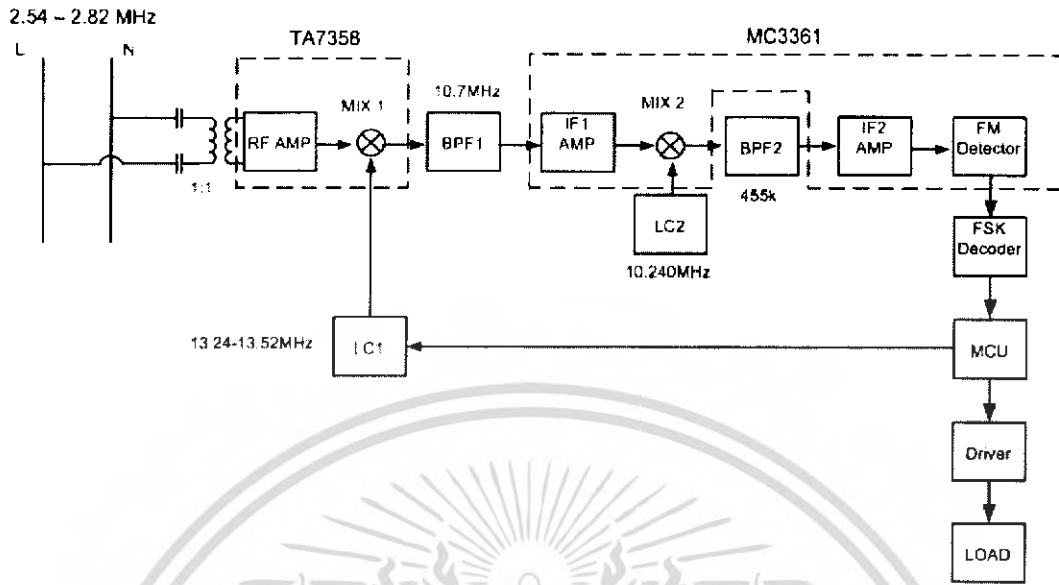 2.54 – 2.82 MHz
L
N
TA7358
MC3361
MIX 1
10.7MHz
MIX 2
RF AMP
BPF1
IF1
AMP
BPF2
IF2
AMP
FM
Detector
1:1
455k
LC2
10.240MHz
FSK
Decoder
13.24-13.52MHz
LC1
MCU
Driver
LOAD